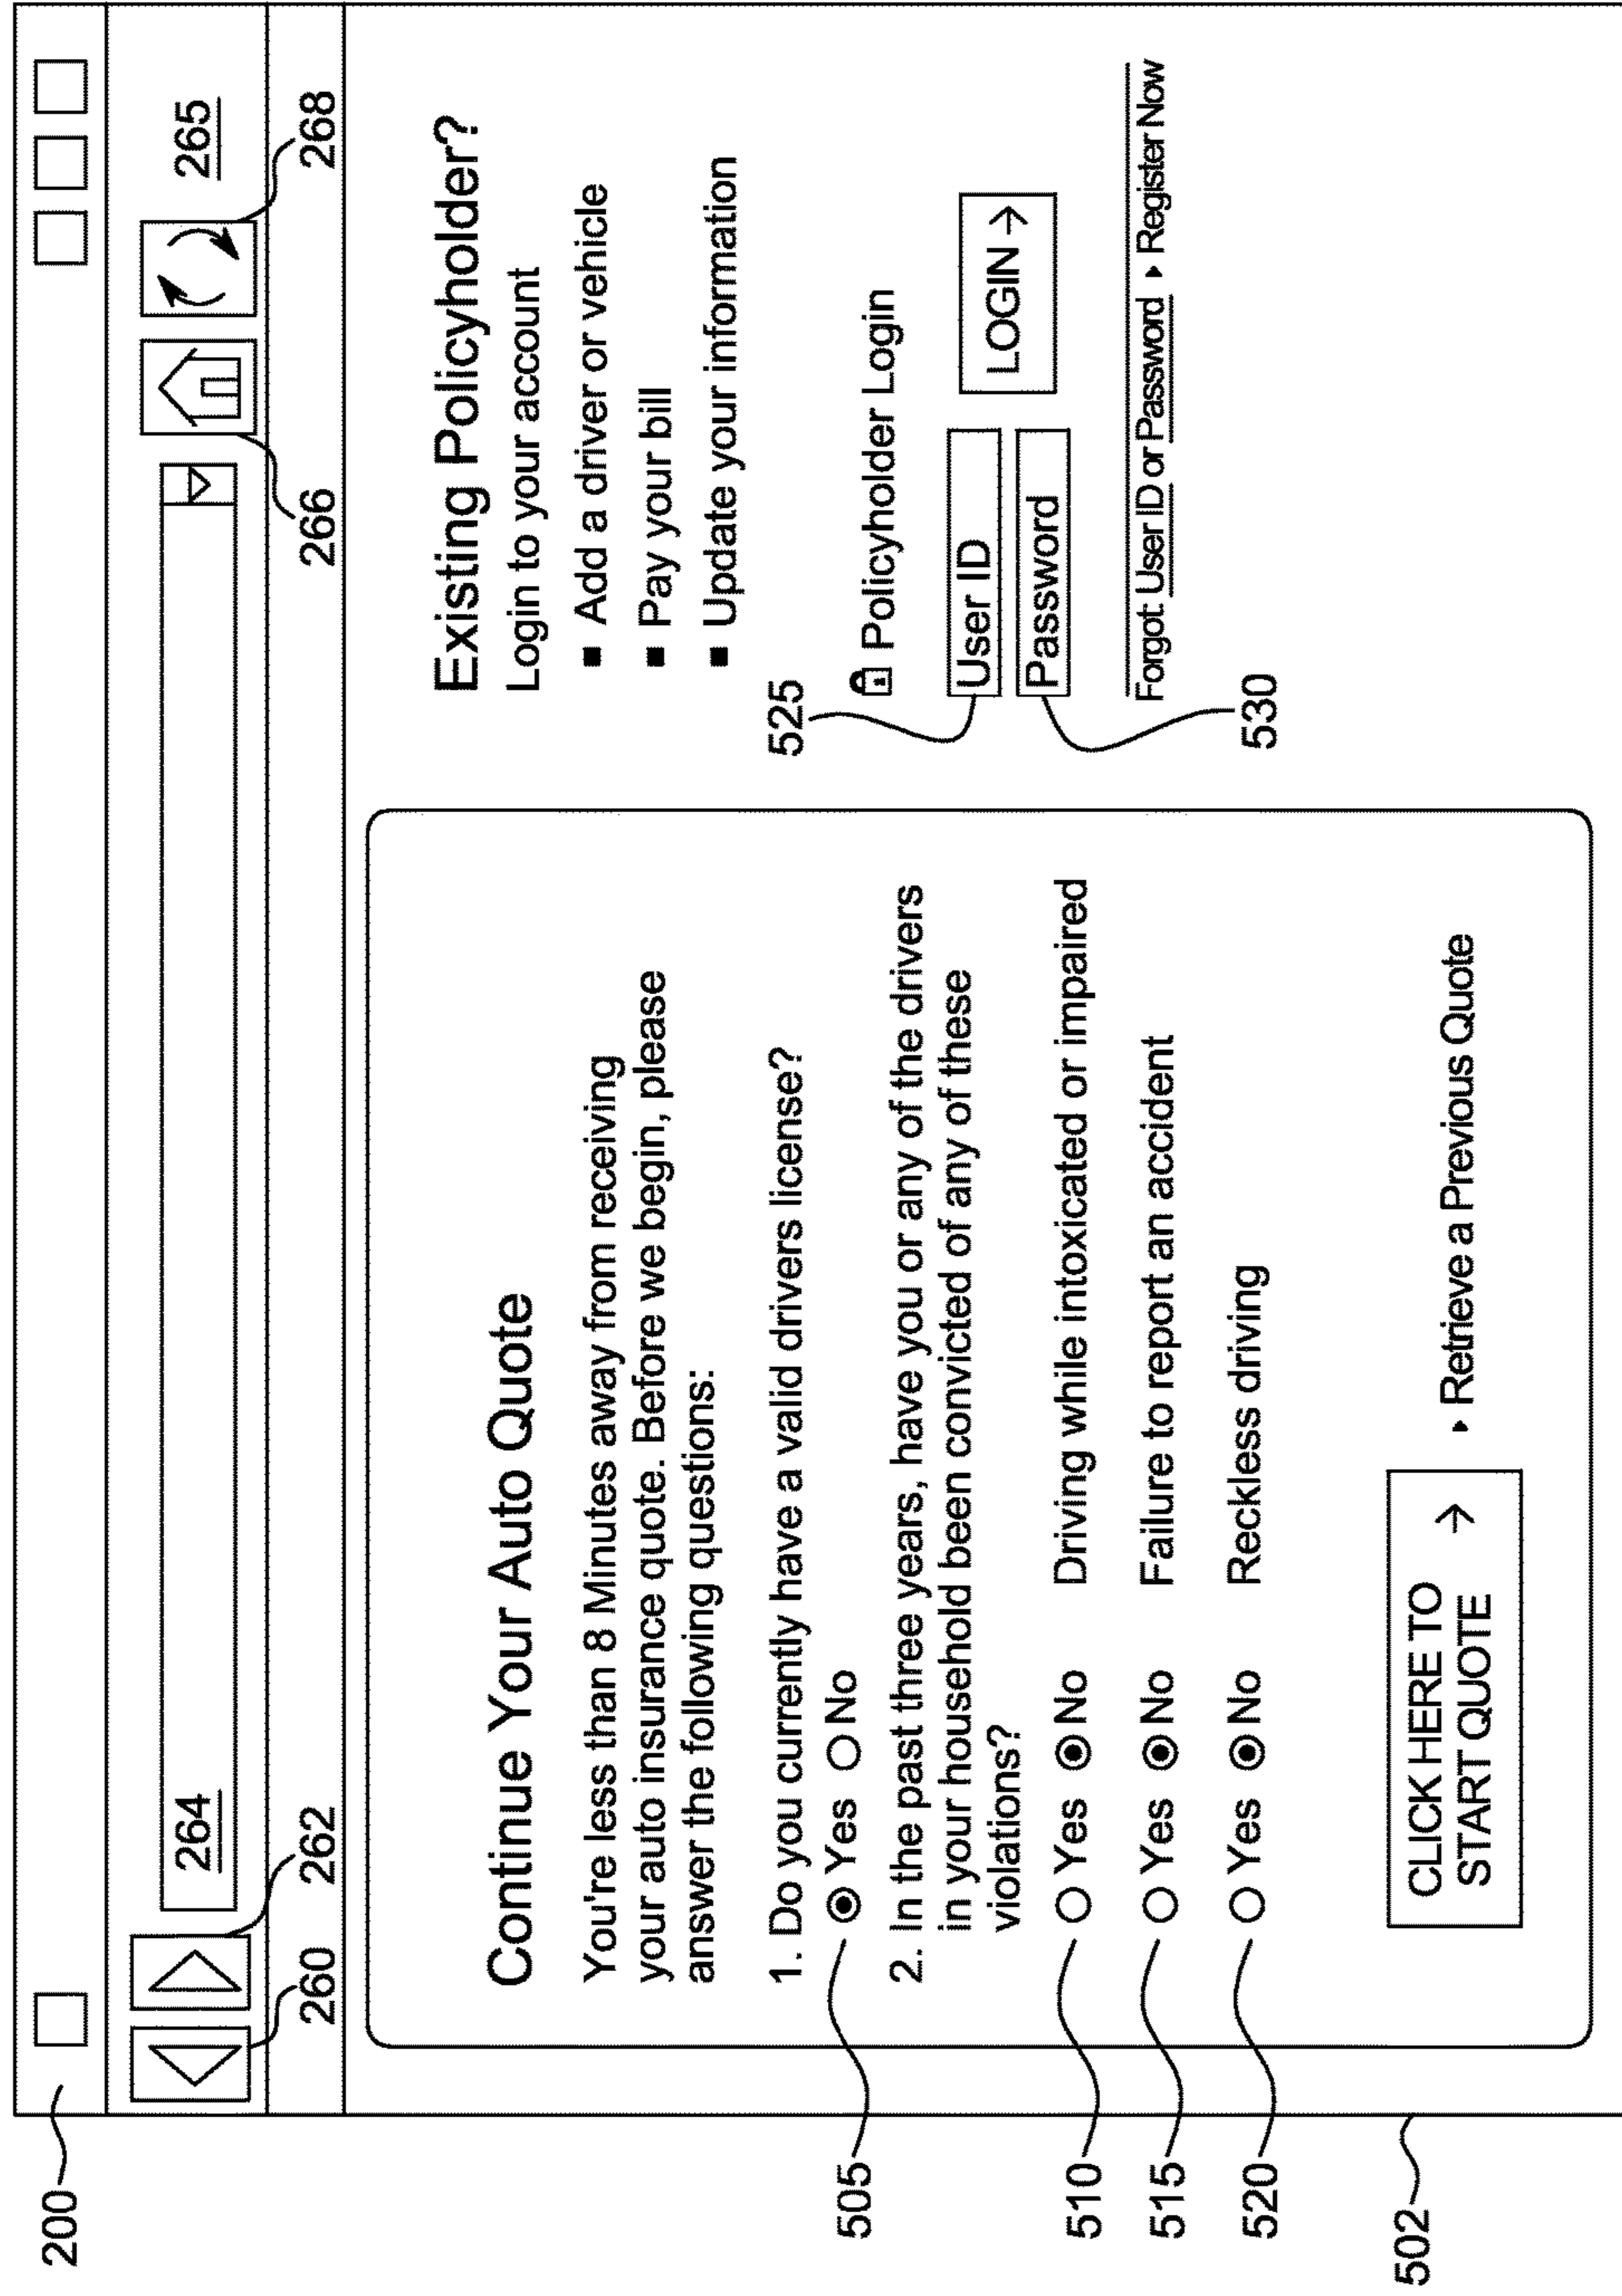 200
264
265
260
262
266
268
Continue Your Auto Quote
You're less than 8 Minutes away from receiving
your auto insurance quote. Before we begin, please
answer the following questions:
1. Do you currently have a valid drivers license?
505
Yes No
2. In the past three years, have you or any of the drivers
in your household been convicted of any of these
violations?
510
Yes No Driving while intoxicated or impaired
515
Yes No Failure to report an accident
520
Yes No Reckless driving
CLICK HERE TO
START QUOTE →
▸ Retrieve a Previous Quote
502
Existing Policyholder?
Login to your account
■ Add a driver or vehicle
■ Pay your bill
■ Update your information
525
Policyholder Login
User ID
Password
LOGIN →
530
Forgot User ID or Password ▸ Register Now